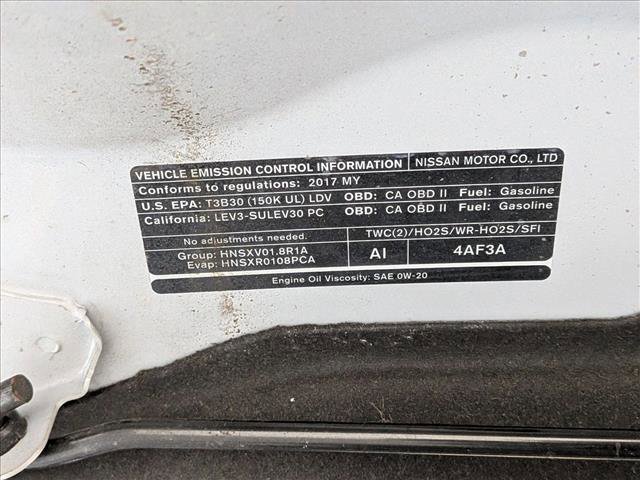 VEHICLE EMISSION CONTROL INFORMATION NISSAN MOTOR CO., LTD
Conforms to regulations: 2017 MY
U.S. EPA: T3B30 (150K UL) LDV OBD: CA OBD II Fuel: Gasoline
California: LEV3-SULEV30 PC OBD: CA OBD II Fuel: Gasoline
No adjustments needed. TWC(2)/HO2S/WR-HO2S/SFI
Group: HNSXV01.8R1A
Evap: HNSXR0108PCA
AI 4AF3A
Engine Oil Viscosity: SAE 0W-20